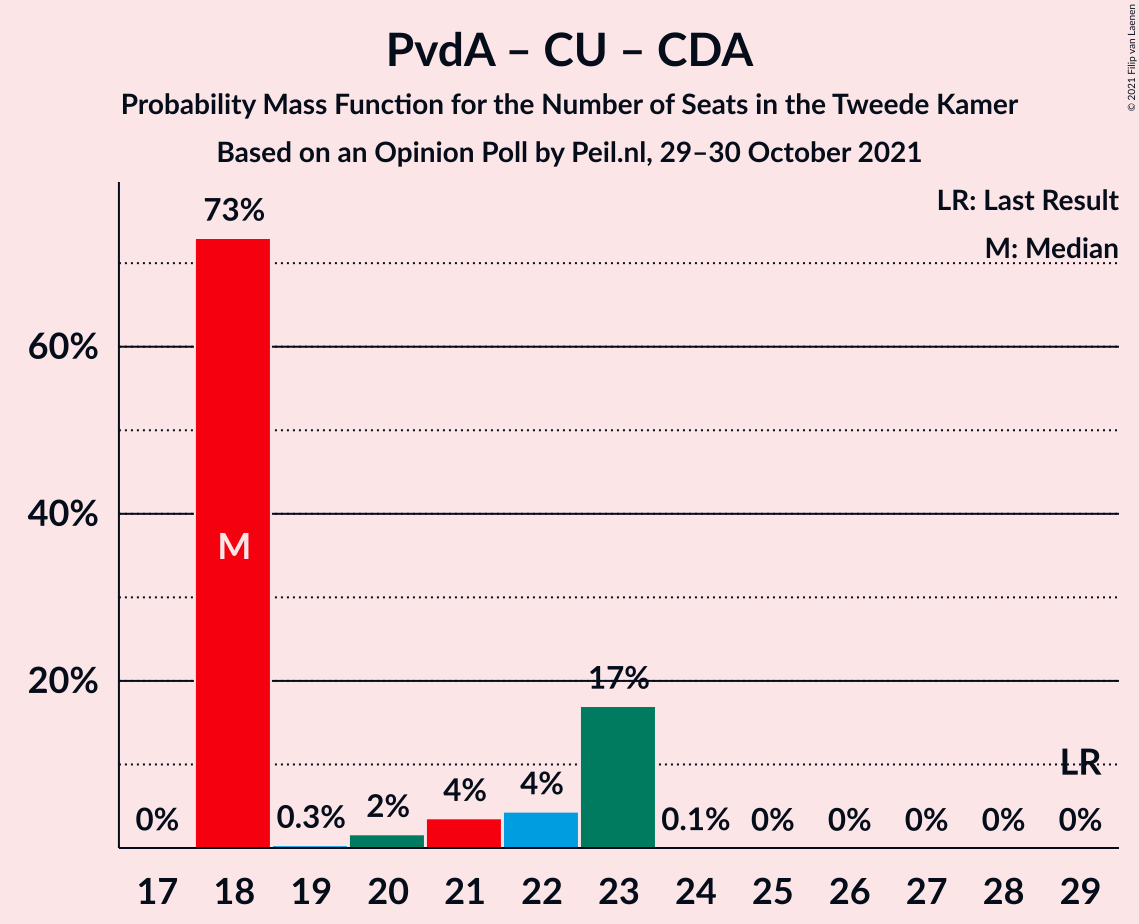 PvdA – CU – CDA
Probability Mass Function for the Number of Seats in the Tweede Kamer
Based on an Opinion Poll by Peil.nl, 29–30 October 2021
© 2021 Filip van Laenen
LR: Last Result
M: Median
73%
60%
40%
M
20%
17%
LR
0%
0.3%
2%
4%
4%
0.1%
0%
0%
0%
0%
0%
17 18 19 20 21 22 23 24 25 26 27 28 29